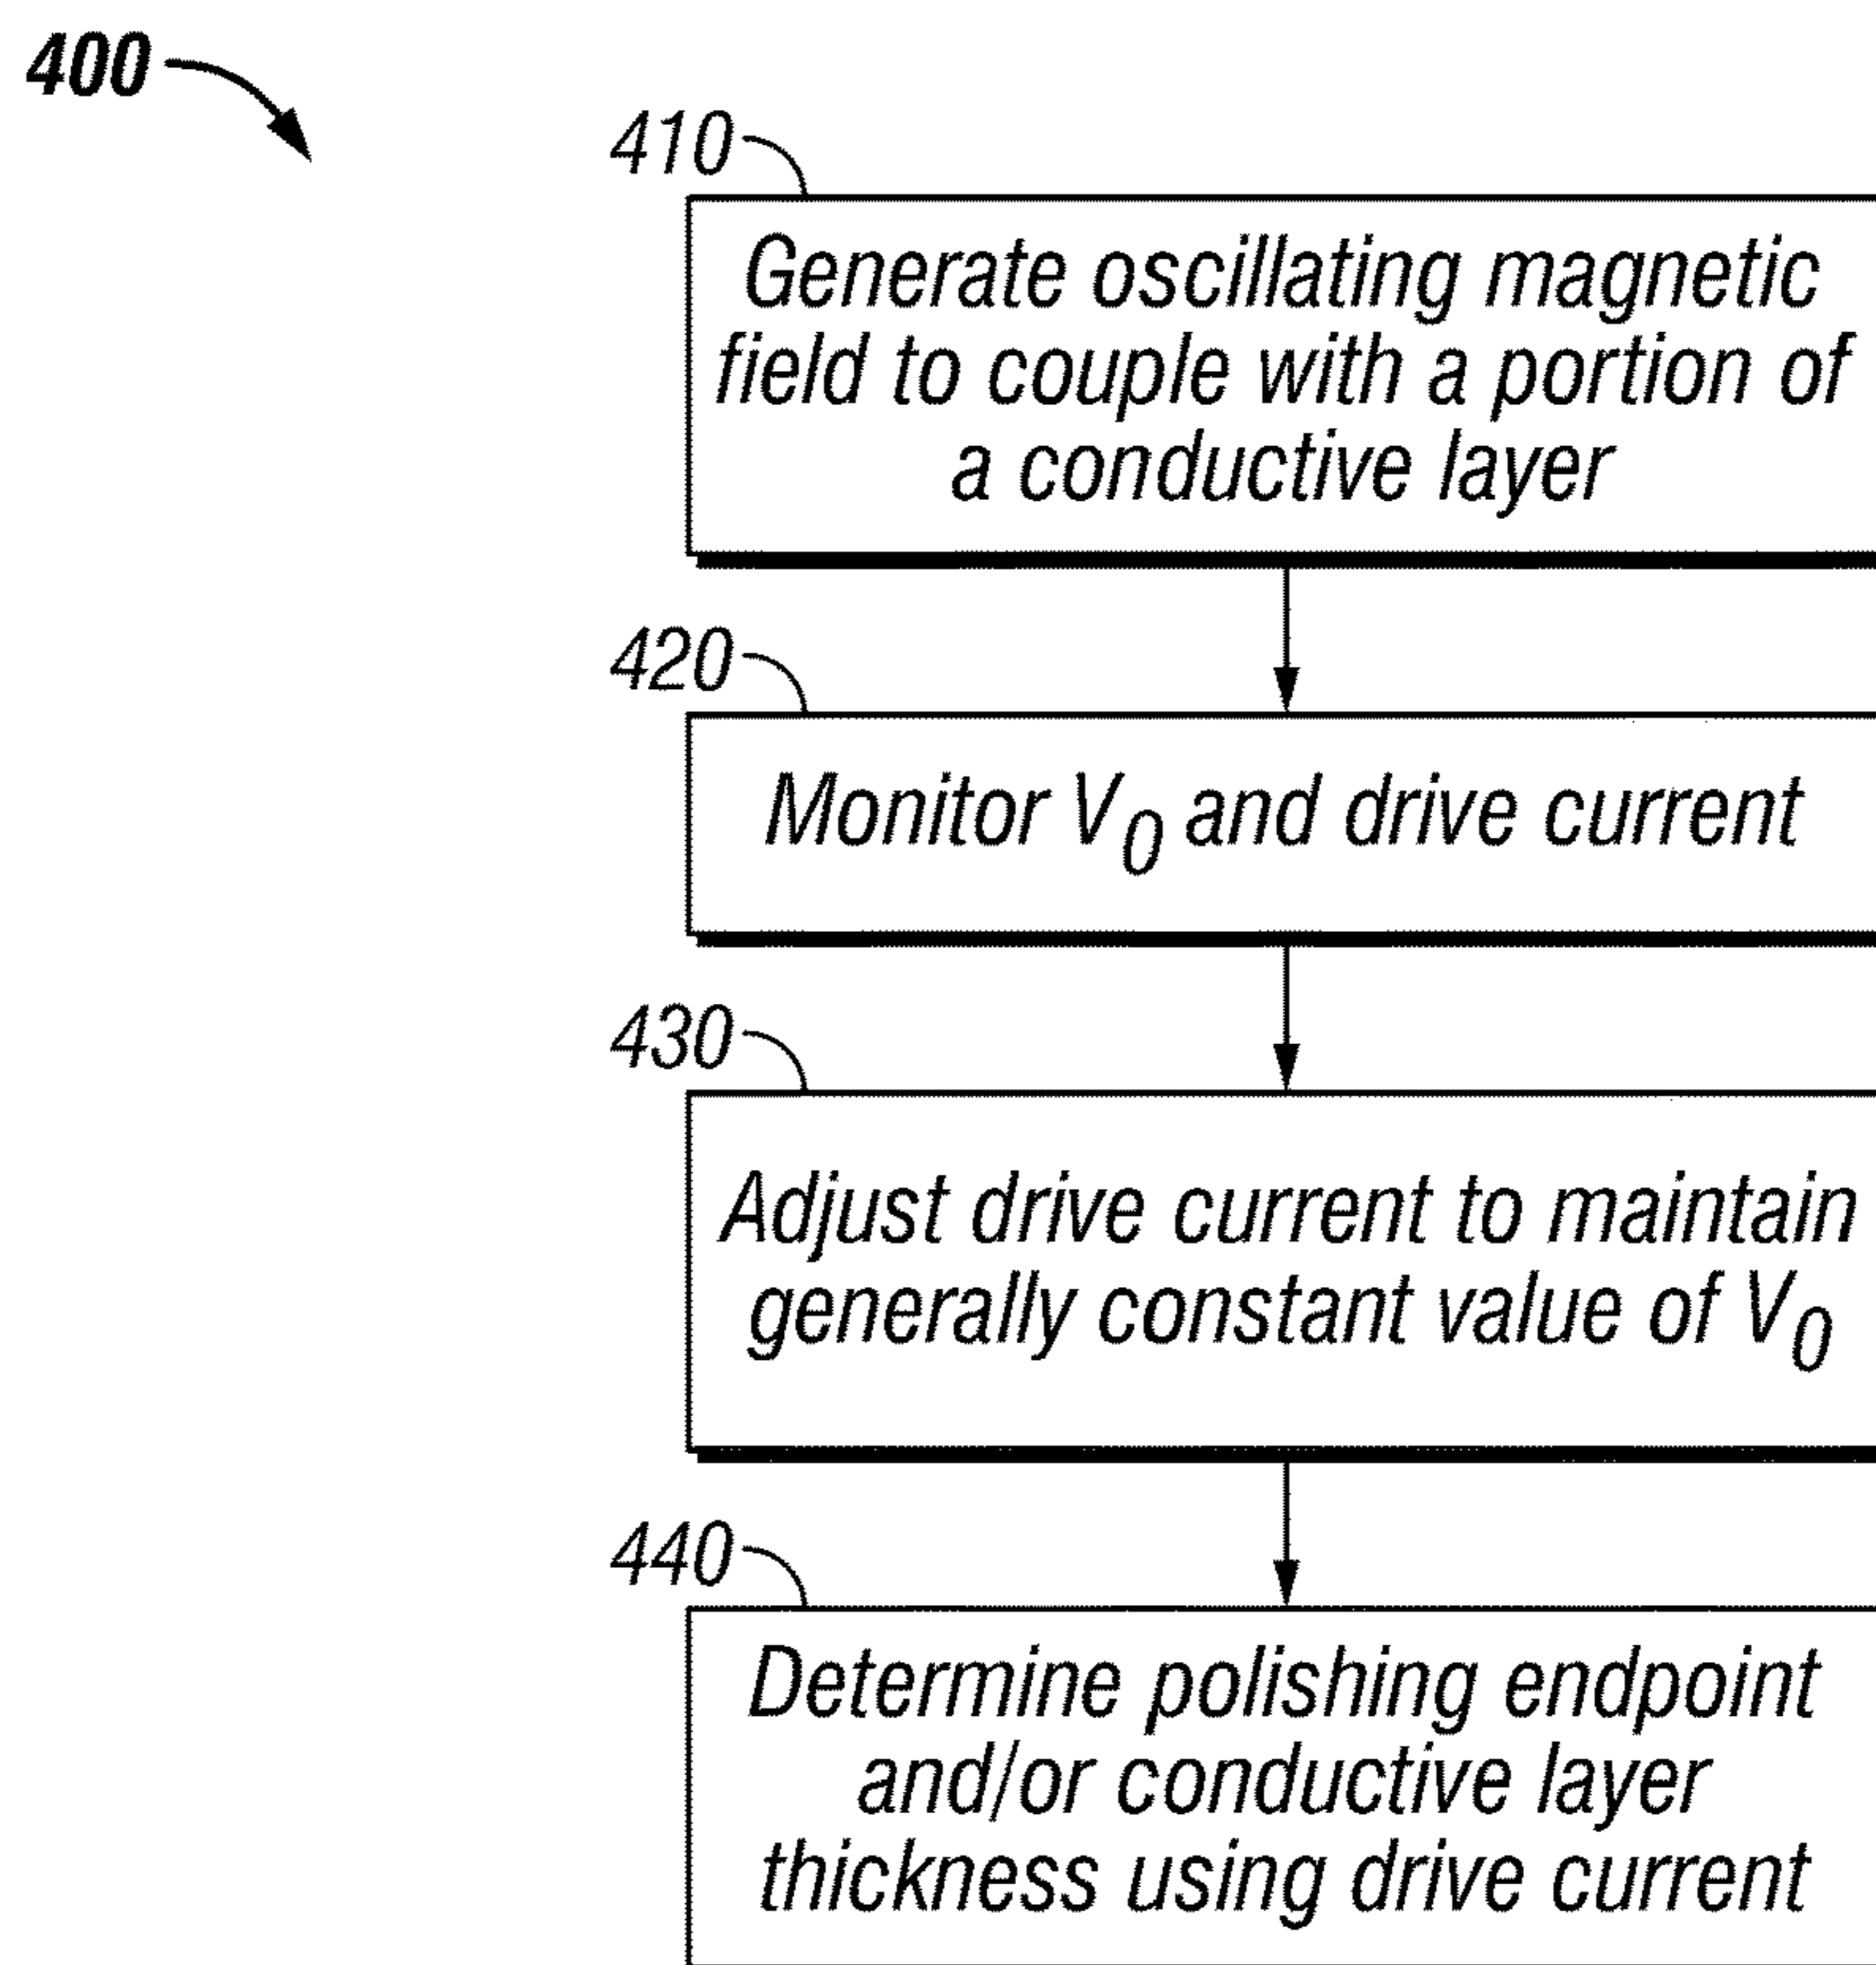 400
410
Generate oscillating magnetic
field to couple with a portion of
a conductive layer
420
Monitor V0 and drive current
430
Adjust drive current to maintain
generally constant value of V0
440
Determine polishing endpoint
and/or conductive layer
thickness using drive current